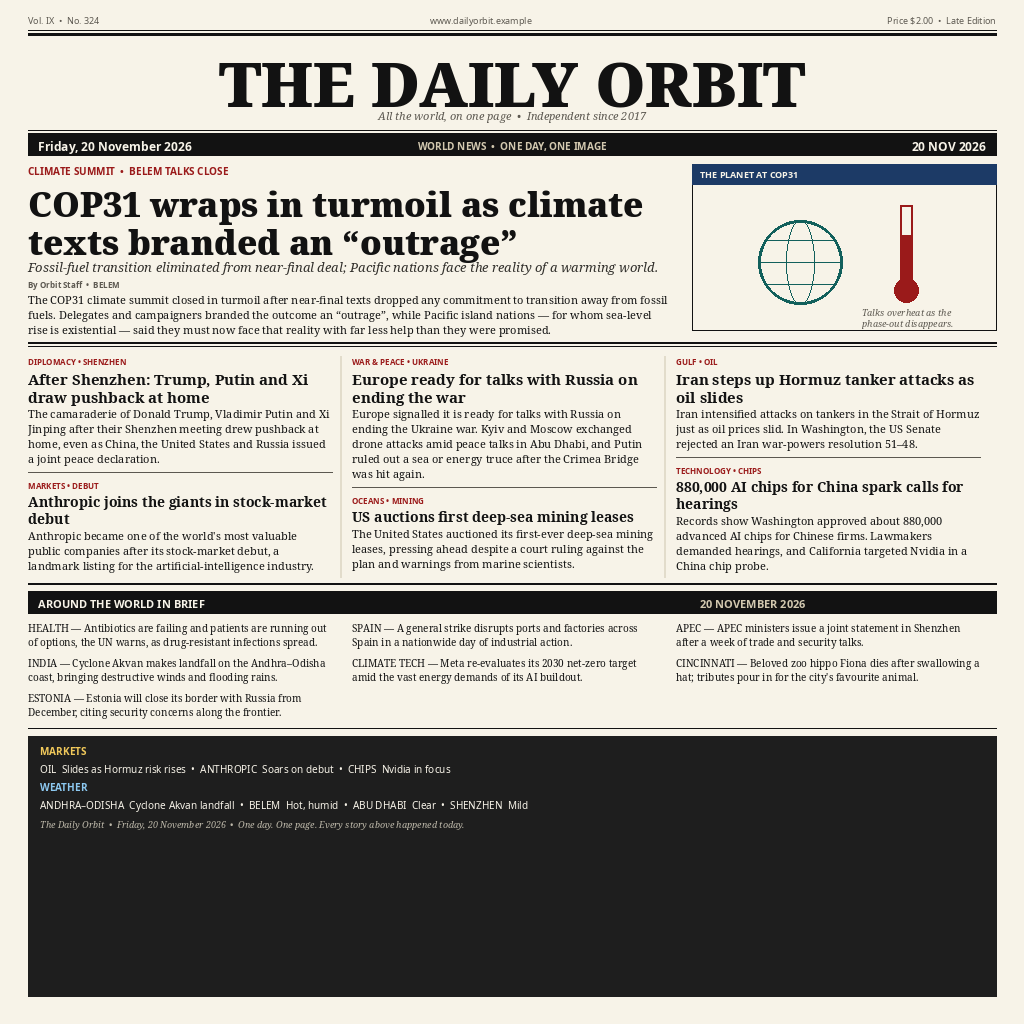 Vol. IX • No. 324
www.dailyorbit.example
Price $2.00 • Late Edition
THE DAILY ORBIT
All the world, on one page • Independent since 2017
Friday, 20 November 2026
WORLD NEWS • ONE DAY, ONE IMAGE
20 NOV 2026
CLIMATE SUMMIT • BELEM TALKS CLOSE
COP31 wraps in turmoil as climate
texts branded an “outrage”
Fossil-fuel transition eliminated from near-final deal; Pacific nations face the reality of a warming world.
By Orbit Staff • BELEM
The COP31 climate summit closed in turmoil after near-final texts dropped any commitment to transition away from fossil
fuels. Delegates and campaigners branded the outcome an “outrage”, while Pacific island nations — for whom sea-level
rise is existential — said they must now face that reality with far less help than they were promised.
THE PLANET AT COP31
Talks overheat as the
phase-out disappears.
DIPLOMACY • SHENZHEN
After Shenzhen: Trump, Putin and Xi
draw pushback at home
The camaraderie of Donald Trump, Vladimir Putin and Xi
Jinping after their Shenzhen meeting drew pushback at
home, even as China, the United States and Russia issued
a joint peace declaration.
MARKETS • DEBUT
Anthropic joins the giants in stock-market
debut
Anthropic became one of the world's most valuable
public companies after its stock-market debut, a
landmark listing for the artificial-intelligence industry.
WAR & PEACE • UKRAINE
Europe ready for talks with Russia on
ending the war
Europe signalled it is ready for talks with Russia on
ending the Ukraine war. Kyiv and Moscow exchanged
drone attacks amid peace talks in Abu Dhabi, and Putin
ruled out a sea or energy truce after the Crimea Bridge
was hit again.
OCEANS • MINING
US auctions first deep-sea mining leases
The United States auctioned its first-ever deep-sea mining
leases, pressing ahead despite a court ruling against the
plan and warnings from marine scientists.
GULF • OIL
Iran steps up Hormuz tanker attacks as
oil slides
Iran intensified attacks on tankers in the Strait of Hormuz
just as oil prices slid. In Washington, the US Senate
rejected an Iran war-powers resolution 51–48.
TECHNOLOGY • CHIPS
880,000 AI chips for China spark calls for
hearings
Records show Washington approved about 880,000
advanced AI chips for Chinese firms. Lawmakers
demanded hearings, and California targeted Nvidia in a
China chip probe.
AROUND THE WORLD IN BRIEF
20 NOVEMBER 2026
HEALTH — Antibiotics are failing and patients are running out
of options, the UN warns, as drug-resistant infections spread.
INDIA — Cyclone Akvan makes landfall on the Andhra–Odisha
coast, bringing destructive winds and flooding rains.
ESTONIA — Estonia will close its border with Russia from
December, citing security concerns along the frontier.
SPAIN — A general strike disrupts ports and factories across
Spain in a nationwide day of industrial action.
CLIMATE TECH — Meta re-evaluates its 2030 net-zero target
amid the vast energy demands of its AI buildout.
APEC — APEC ministers issue a joint statement in Shenzhen
after a week of trade and security talks.
CINCINNATI — Beloved zoo hippo Fiona dies after swallowing a
hat; tributes pour in for the city's favourite animal.
MARKETS
OIL Slides as Hormuz risk rises • ANTHROPIC Soars on debut • CHIPS Nvidia in focus
WEATHER
ANDHRA–ODISHA Cyclone Akvan landfall • BELEM Hot, humid • ABU DHABI Clear • SHENZHEN Mild
The Daily Orbit • Friday, 20 November 2026 • One day. One page. Every story above happened today.